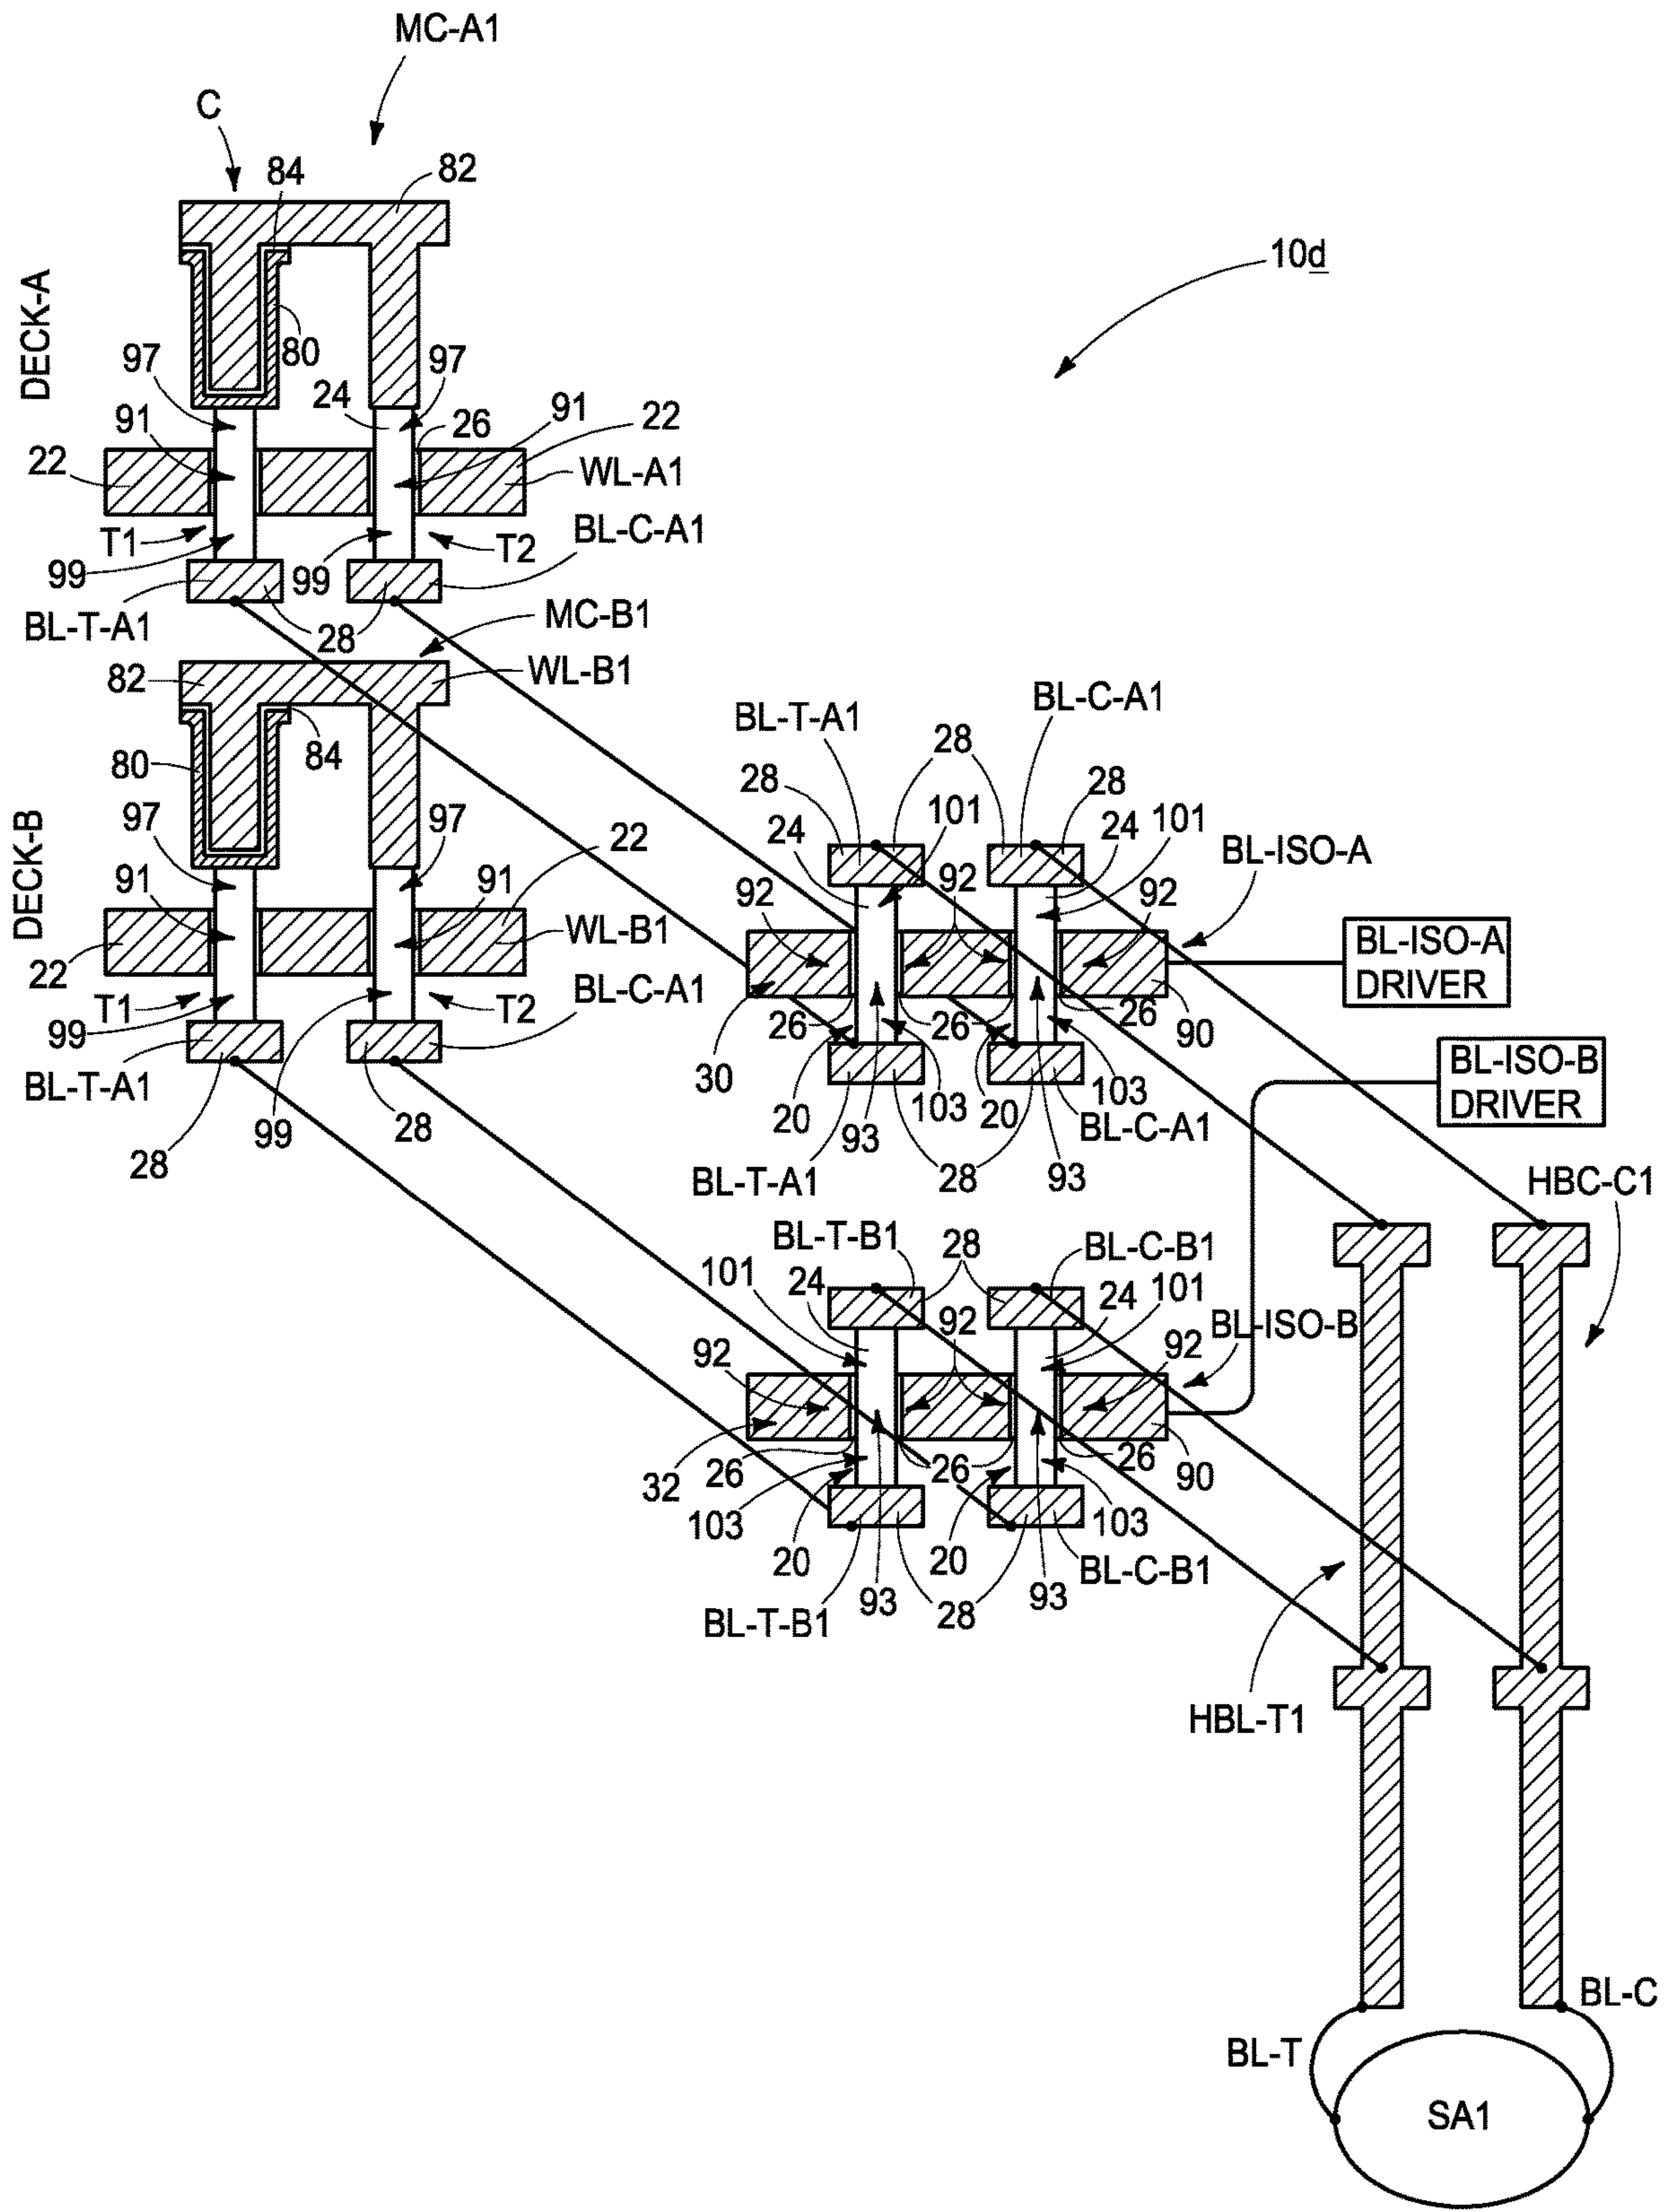 MC-A1
C
84
82
10d
DECK-A
80
97
24
97
91
26
91
22
22
WL-A1
T1
BL-C-A1
99
99
T2
BL-T-A1
28
MC-B1
82
WL-B1
BL-C-A1
BL-T-A1
28
84
80
28
28
DECK-B
97
97
24
101
24
101
22
BL-ISO-A
91
91
92
92
92
BL-ISO-A
DRIVER
WL-B1
22
BL-C-A1
T1
T2
99
26
26
26
90
BL-ISO-B
DRIVER
30
BL-T-A1
20
103
20
103
99
28
93
BL-C-A1
28
BL-T-A1
28
93
HBC-C1
BL-T-B1
28
BL-C-B1
101
24
24
101
BL-ISO-B
92
92
92
26
26
26
90
32
103
103
20
20
BL-C-B1
93
28
93
BL-T-B1
HBL-T1
BL-C
BL-T
SA1